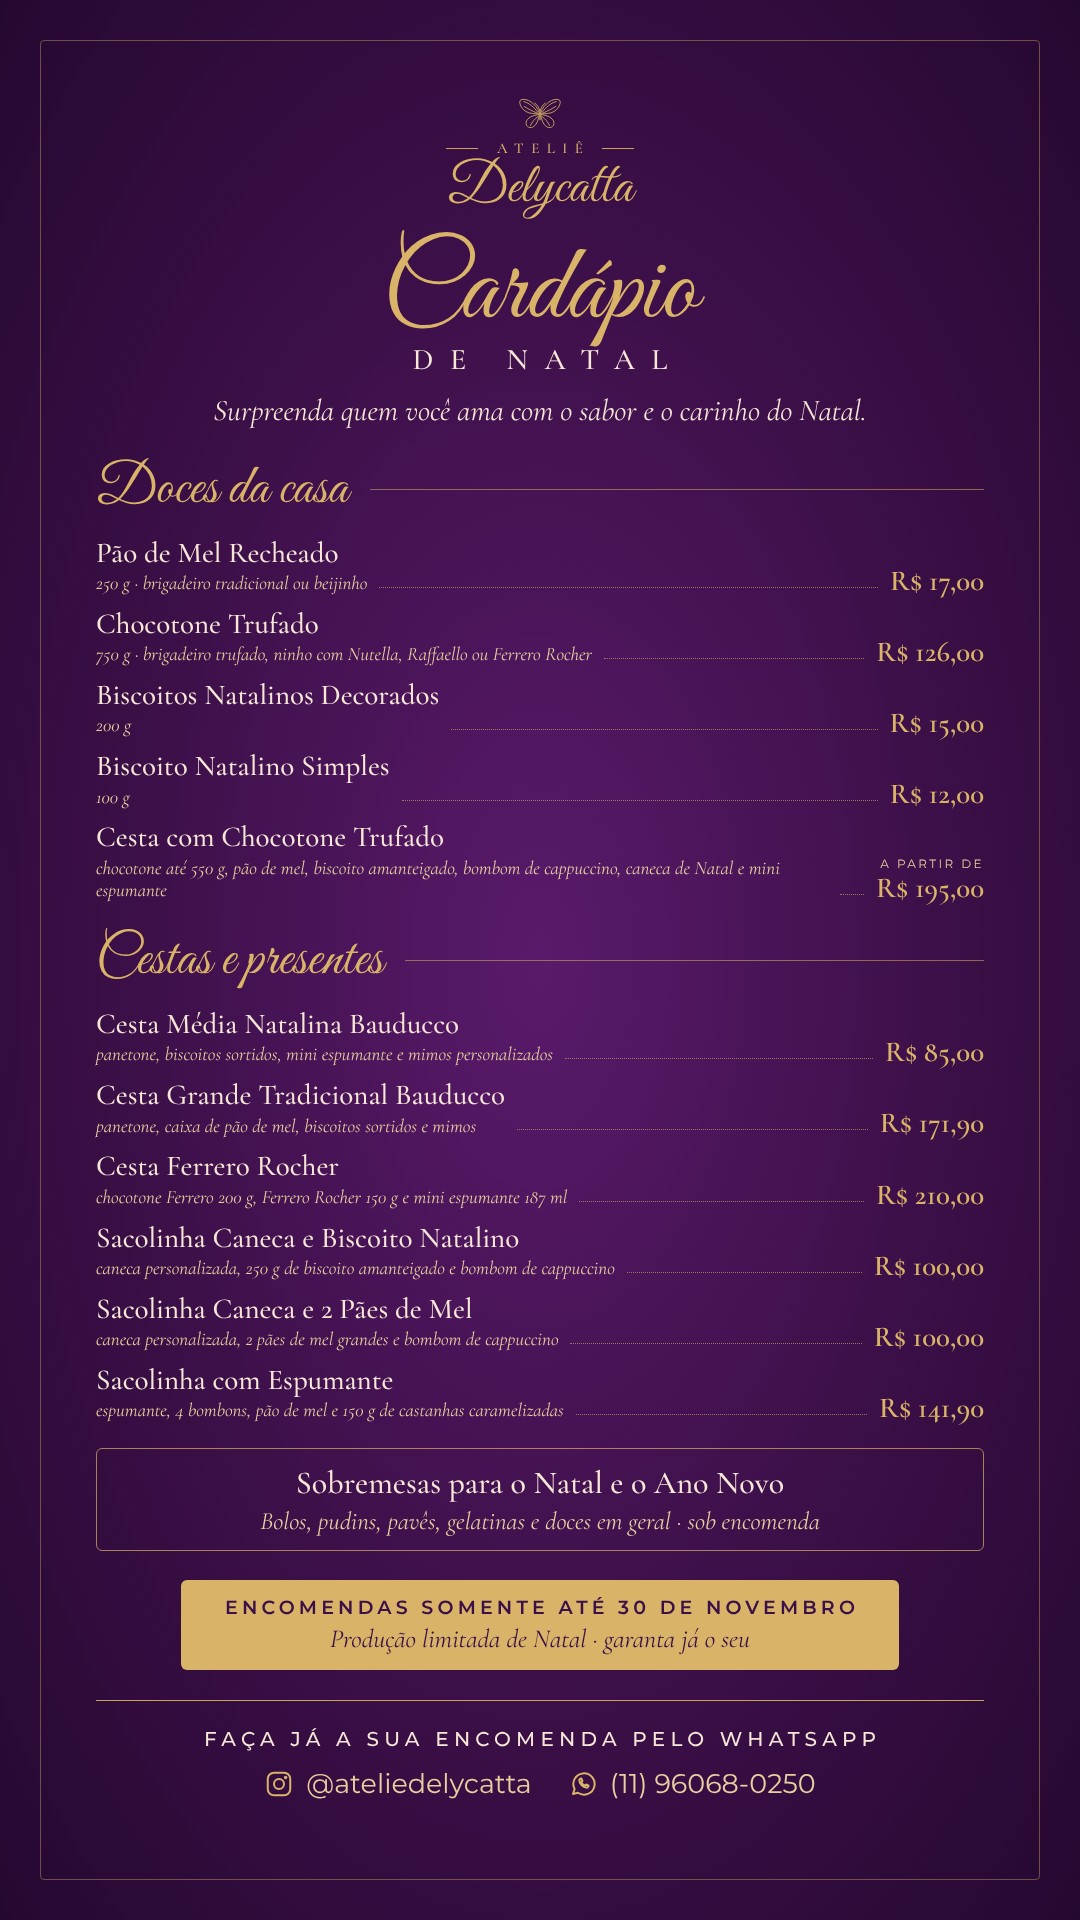 ATELIÊ
Delycatta
Cardápio
DE NATAL
Surpreenda quem você ama com o sabor e o carinho do Natal.
Doces da casa
Pão de Mel Recheado
250 g · brigadeiro tradicional ou beijinho R$ 17,00
Chocotone Trufado
750 g · brigadeiro trufado, ninho com Nutella, Raffaello ou Ferrero Rocher R$ 126,00
Biscoitos Natalinos Decorados
200 g R$ 15,00
Biscoito Natalino Simples
100 g R$ 12,00
Cesta com Chocotone Trufado
chocotone até 550 g, pão de mel, biscoito amanteigado, bombom de cappuccino, caneca de Natal e mini
espumante
A PARTIR DE
R$ 195,00
Cestas e presentes
Cesta Média Natalina Bauducco
panetone, biscoitos sortidos, mini espumante e mimos personalizados R$ 85,00
Cesta Grande Tradicional Bauducco
panetone, caixa de pão de mel, biscoitos sortidos e mimos R$ 171,90
Cesta Ferrero Rocher
chocotone Ferrero 200 g, Ferrero Rocher 150 g e mini espumante 187 ml R$ 210,00
Sacolinha Caneca e Biscoito Natalino
caneca personalizada, 250 g de biscoito amanteigado e bombom de cappuccino R$ 100,00
Sacolinha Caneca e 2 Pães de Mel
caneca personalizada, 2 pães de mel grandes e bombom de cappuccino R$ 100,00
Sacolinha com Espumante
espumante, 4 bombons, pão de mel e 150 g de castanhas caramelizadas R$ 141,90
Sobremesas para o Natal e o Ano Novo
Bolos, pudins, pavês, gelatinas e doces em geral · sob encomenda
ENCOMENDAS SOMENTE ATÉ 30 DE NOVEMBRO
Produção limitada de Natal · garanta já o seu
FAÇA JÁ A SUA ENCOMENDA PELO WHATSAPP
@ateliedelycatta (11) 96068-0250